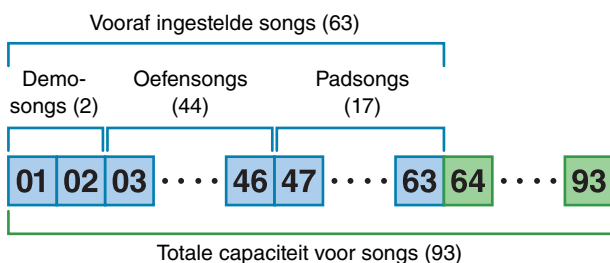 Vooraf ingestelde songs (63)
Demo-
songs (2)
Oefensongs
(44)
Padsongs
(17)
01 02 03 ···· 46 47 ···· 63 64 ···· 93
Totale capaciteit voor songs (93)